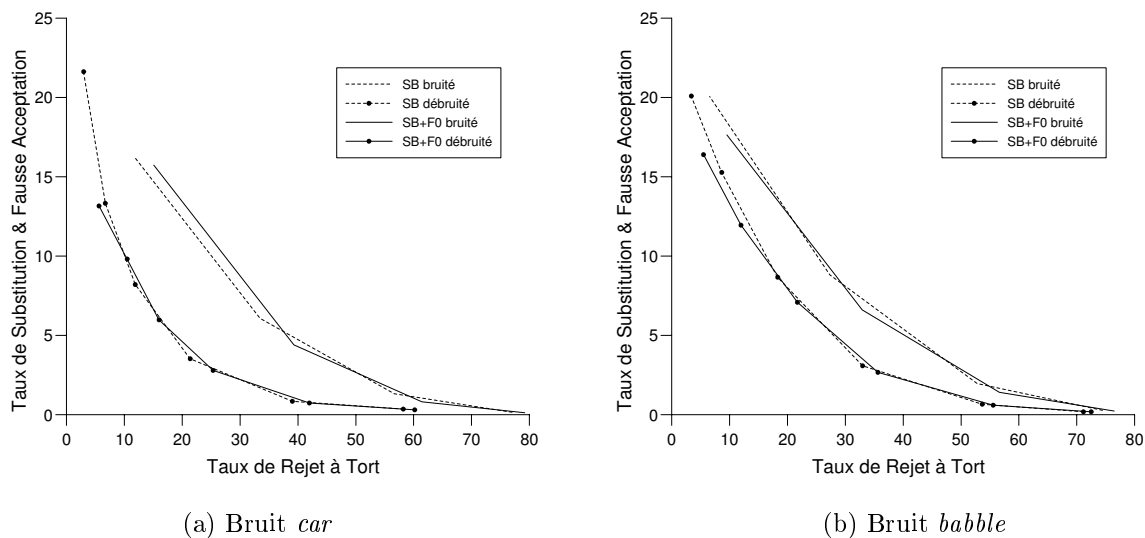 25
20
15
10
5
0
0 10 20 30 40 50 60 70 80
Taux de Substitution & Fausse Acceptation
Taux de Rejet à Tort
SB bruité
SB débruité
SB+F0 bruité
SB+F0 débruité
(a) Bruit car
25
20
15
10
5
0
0 10 20 30 40 50 60 70 80
Taux de Substitution & Fausse Acceptation
Taux de Rejet à Tort
SB bruité
SB débruité
SB+F0 bruité
SB+F0 débruité
(b) Bruit babble